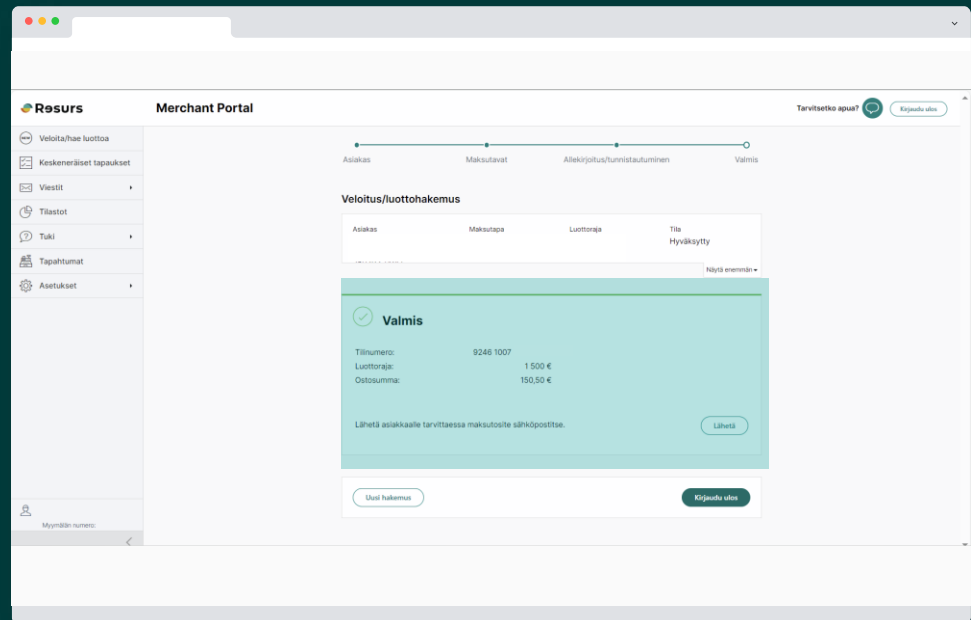 Resurs
Merchant Portal
Tarvitsetko apua?
Kirjaudu ulos
Veloita/hae luottoa
Keskeneräiset tapaukset
Viestit
Tilastot
Tuki
Tapahtumat
Asetukset
Myymälän numero:
Asiakas Maksutavat Allekirjoitus/tunnistautuminen Valmis
Veloitus/luottohakemus
Asiakas Maksutapa Luottoraja Tila
Hyväksytty
Näytä enemmän
Valmis
Tilinumero: 9246 1007
Luottoraja: 1 500 €
Ostosumma: 150,50 €
Lähetä asiakkaalle tarvittaessa maksutosite sähköpostitse.
Lähetä
Uusi hakemus
Kirjaudu ulos